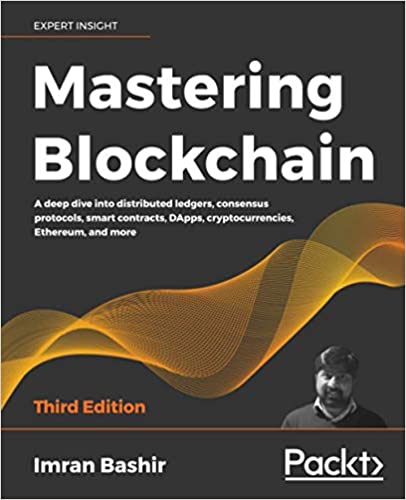 EXPERT INSIGHT
Mastering
Blockchain
A deep dive into distributed ledgers, consensus
protocols, smart contracts, DApps, cryptocurrencies,
Ethereum, and more
Third Edition
Imran Bashir
Packt>